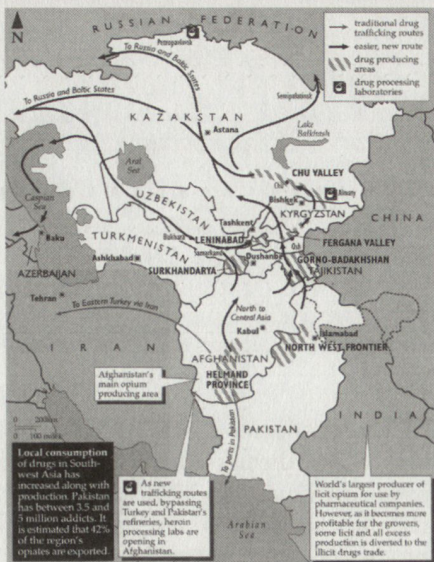 RUSSIAN FEDERATION
N
traditional drug
trafficking routes
easier, new route
drug producing
areas
drug processing
laboratories
Petropavlovsk
To Russia and Baltic States
Semipalatinsk
To Russia and Baltic States
KAZAKSTAN
Astana
Lake
Balkhash
Aral
Sea
CHU VALLEY
Almaty
Bishkek
KYRGYZSTAN
Caspian
Sea
UZBEKISTAN
Tashkent
CHINA
Baku
TURKMENISTAN
Bukhara
LENINABAD
Osh
FERGANA VALLEY
Samarkand
Dushanbe
GORNO-BADAKHSHAN
AZERBAIJAN
Ashkhabad
SURKHANDARYA
TAJIKISTAN
Tehran
To Eastern Turkey via Iran
North to
Central Asia
Kabul
Islamabad
IRAN
AFGHANISTAN
NORTH WEST FRONTIER
Afghanistan's
main opium
producing area
HELMAND
PROVINCE
INDIA
PAKISTAN
To ports in Pakistan
0 200km
0 100 miles
Local consumption
of drugs in South-
west Asia has
increased along with
production. Pakistan
has between 3.5 and
5 million addicts. It
is estimated that 42%
of the region's
opiates are exported.
As new
trafficking routes
are used, bypassing
Turkey and Pakistan's
refineries, heroin
processing labs are
opening in
Afghanistan.
Arabian
Sea
World's largest producer of
licit opium for use by
pharmaceutical companies.
However, as it becomes more
profitable for the growers,
some licit and all excess
production is diverted to the
illicit drugs trade.